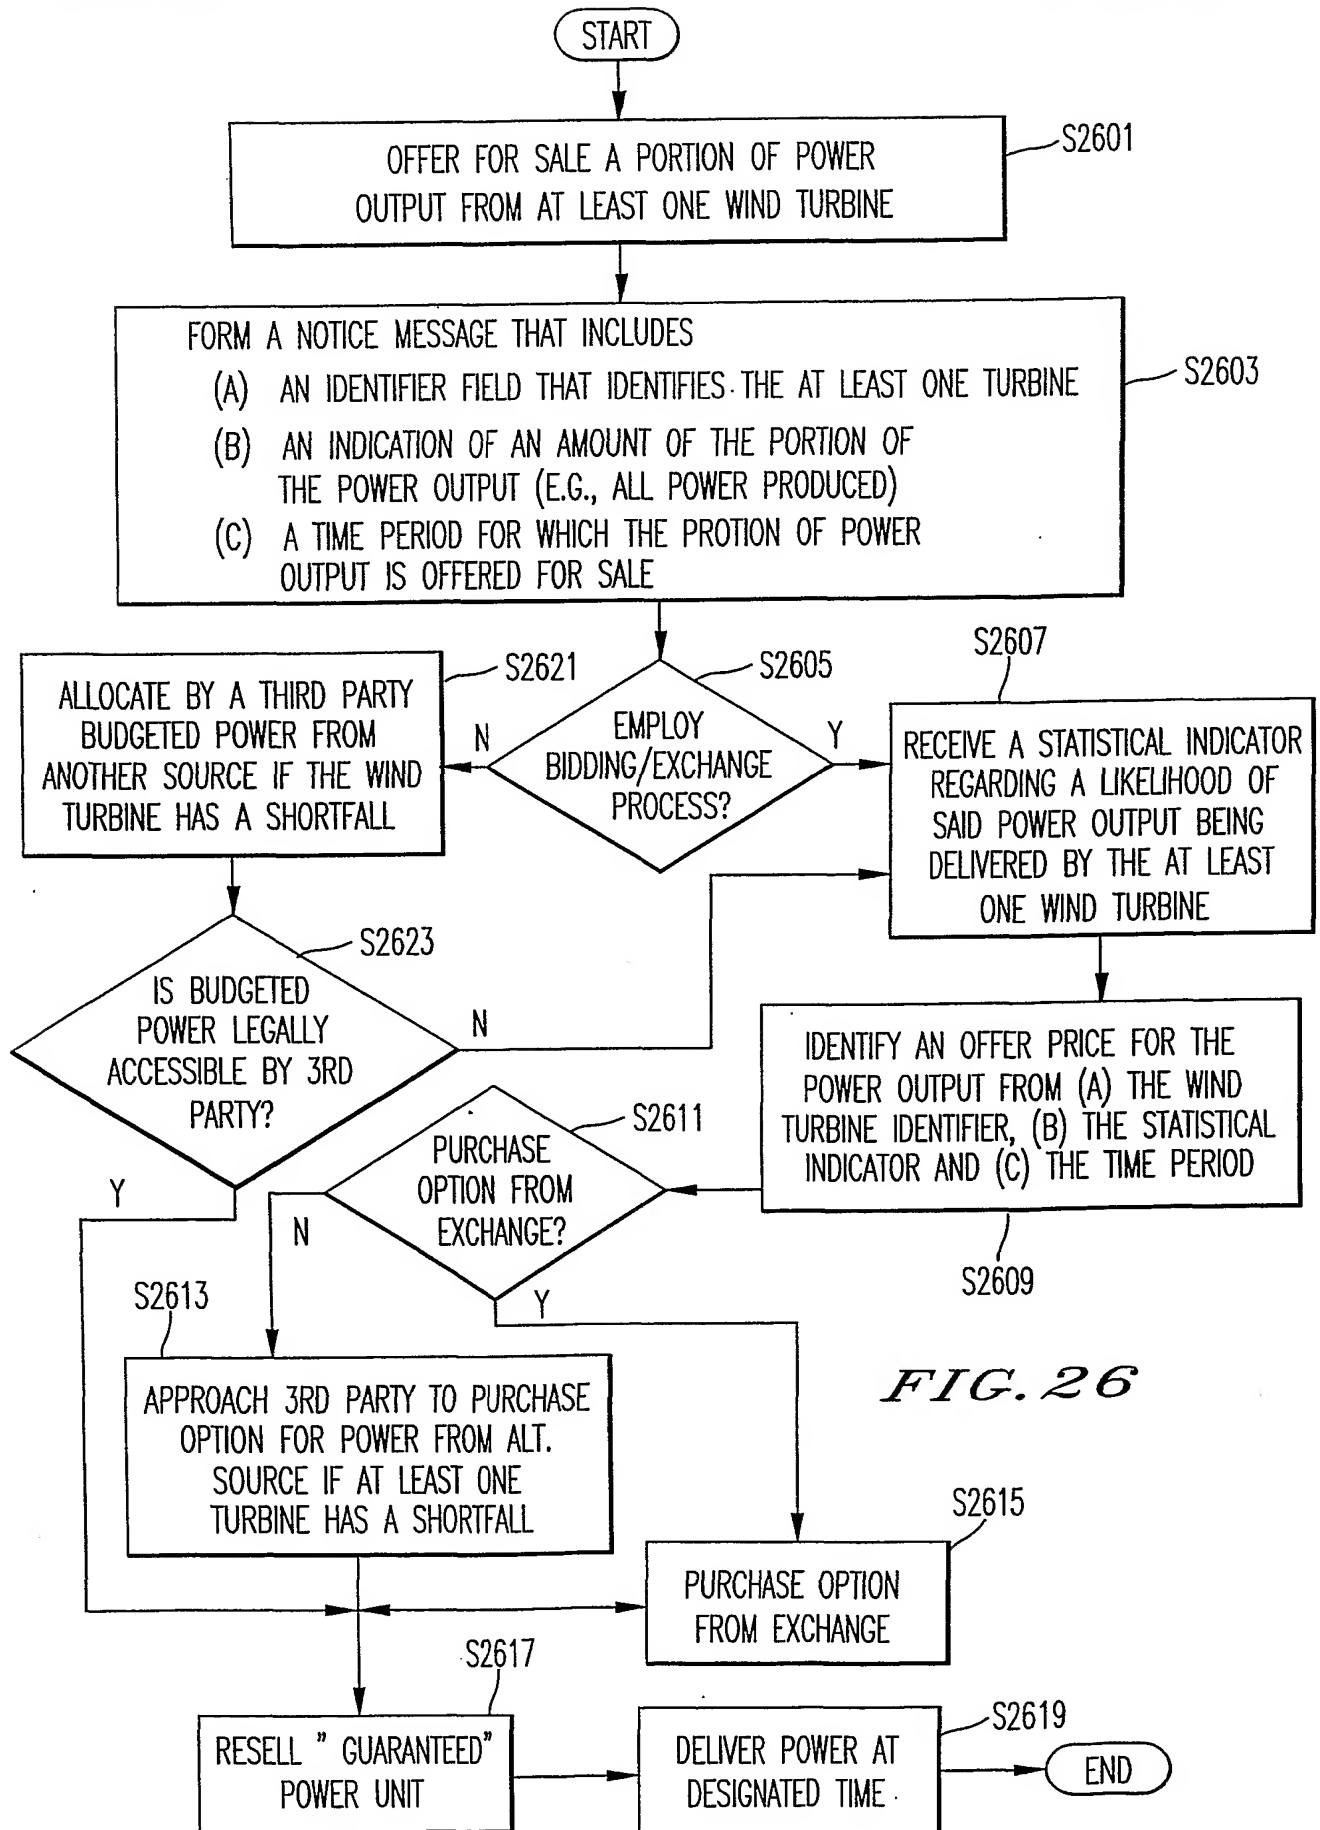 START
OFFER FOR SALE A PORTION OF POWER
OUTPUT FROM AT LEAST ONE WIND TURBINE
S2601
FORM A NOTICE MESSAGE THAT INCLUDES
(A) AN IDENTIFIER FIELD THAT IDENTIFIES THE AT LEAST ONE TURBINE
(B) AN INDICATION OF AN AMOUNT OF THE PORTION OF
THE POWER OUTPUT (E.G., ALL POWER PRODUCED)
(C) A TIME PERIOD FOR WHICH THE PROTION OF POWER
OUTPUT IS OFFERED FOR SALE
S2603
S2605
EMPLOY
BIDDING/EXCHANGE
PROCESS?
N
Y
S2621
ALLOCATE BY A THIRD PARTY
BUDGETED POWER FROM
ANOTHER SOURCE IF THE WIND
TURBINE HAS A SHORTFALL
S2607
RECEIVE A STATISTICAL INDICATOR
REGARDING A LIKELIHOOD OF
SAID POWER OUTPUT BEING
DELIVERED BY THE AT LEAST
ONE WIND TURBINE
S2623
IS BUDGETED
POWER LEGALLY
ACCESSIBLE BY 3RD
PARTY?
N
Y
IDENTIFY AN OFFER PRICE FOR THE
POWER OUTPUT FROM (A) THE WIND
TURBINE IDENTIFIER, (B) THE STATISTICAL
INDICATOR AND (C) THE TIME PERIOD
S2609
S2611
PURCHASE
OPTION FROM
EXCHANGE?
N
Y
S2613
APPROACH 3RD PARTY TO PURCHASE
OPTION FOR POWER FROM ALT.
SOURCE IF AT LEAST ONE
TURBINE HAS A SHORTFALL
FIG. 26
S2615
PURCHASE OPTION
FROM EXCHANGE
S2617
RESELL " GUARANTEED"
POWER UNIT
S2619
DELIVER POWER AT
DESIGNATED TIME
END